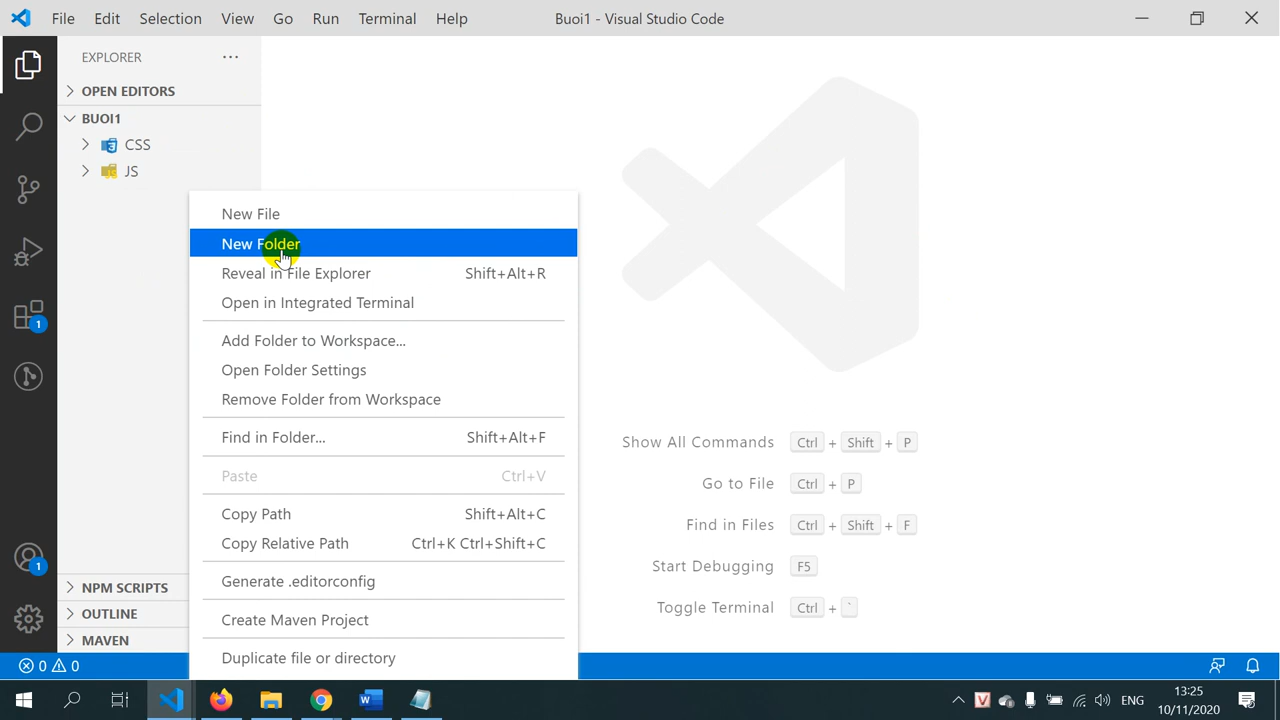 File Edit Selection View Go Run Terminal Help Buoi1 - Visual Studio Code
EXPLORER ...
OPEN EDITORS
BUOI1
CSS
JS
New File
New Folder
Reveal in File Explorer Shift+Alt+R
Open in Integrated Terminal
Add Folder to Workspace...
Open Folder Settings
Remove Folder from Workspace
Find in Folder... Shift+Alt+F
Paste Ctrl+V
Copy Path Shift+Alt+C
Copy Relative Path Ctrl+K Ctrl+Shift+C
Generate .editorconfig
Create Maven Project
Duplicate file or directory
Show All Commands Ctrl + Shift + P
Go to File Ctrl + P
Find in Files Ctrl + Shift + F
Start Debugging F5
Toggle Terminal Ctrl + `
1
1
NPM SCRIPTS
OUTLINE
MAVEN
0 0
ENG
13:25
10/11/2020